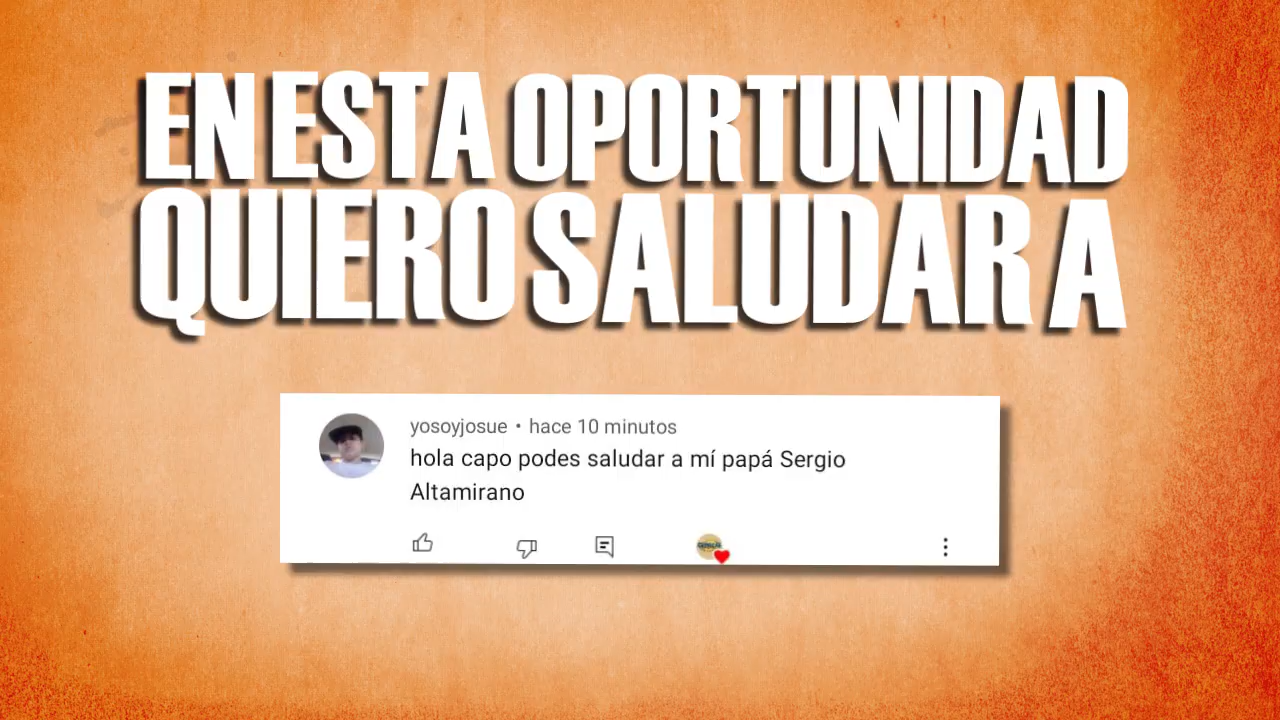 EN ESTA OPORTUNIDAD
QUIERO SALUDAR A
yosoyjosue • hace 10 minutos
hola capo podes saludar a mí papá Sergio
Altamirano